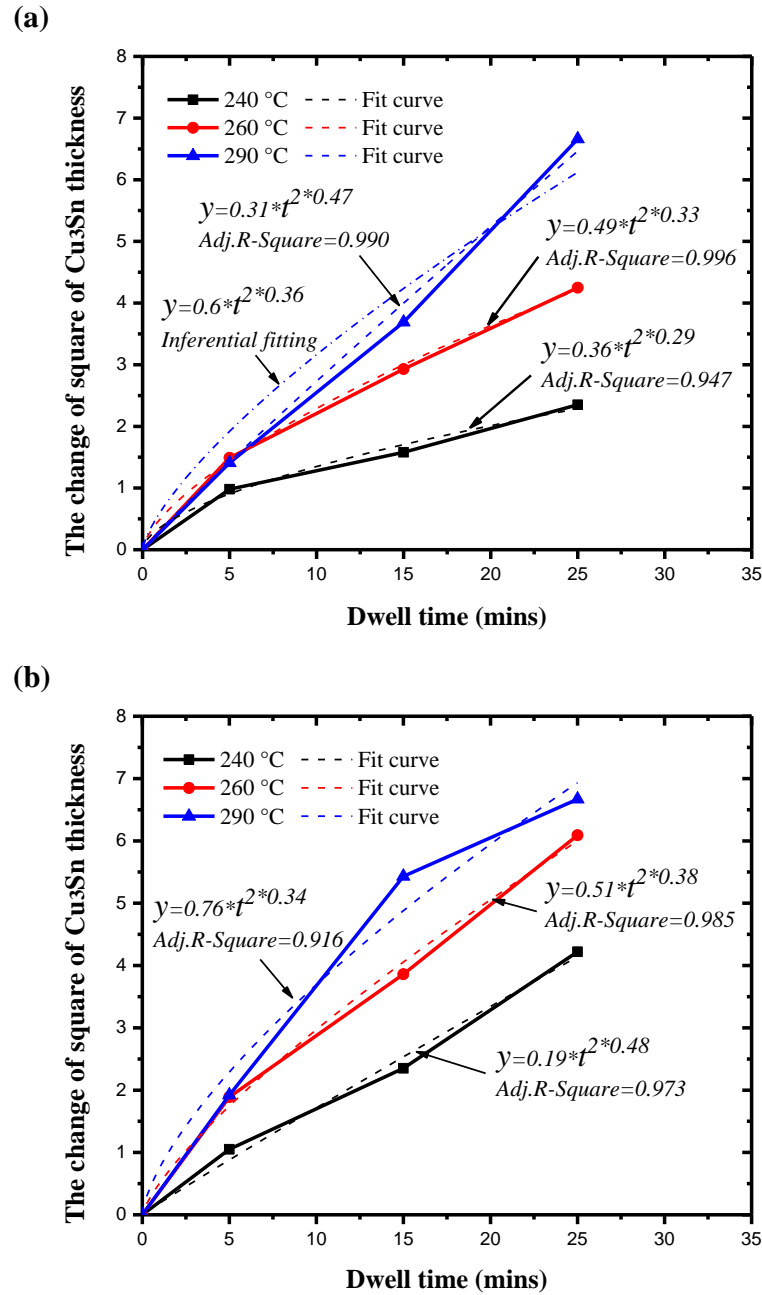 (a)
The change of square of Cu3Sn thickness
8
7
6
5
4
3
2
1
0
240 °C Fit curve
260 °C Fit curve
290 °C Fit curve
y=0.31*t^2*0.47
Adj.R-Square=0.990
y=0.49*t^2*0.33
Adj.R-Square=0.996
y=0.6*t^2*0.36
Inferential fitting
y=0.36*t^2*0.29
Adj.R-Square=0.947
0 5 10 15 20 25 30 35
Dwell time (mins)
(b)
The change of square of Cu3Sn thickness
8
7
6
5
4
3
2
1
0
240 °C Fit curve
260 °C Fit curve
290 °C Fit curve
y=0.76*t^2*0.34
Adj.R-Square=0.916
y=0.51*t^2*0.38
Adj.R-Square=0.985
y=0.19*t^2*0.48
Adj.R-Square=0.973
0 5 10 15 20 25 30 35
Dwell time (mins)